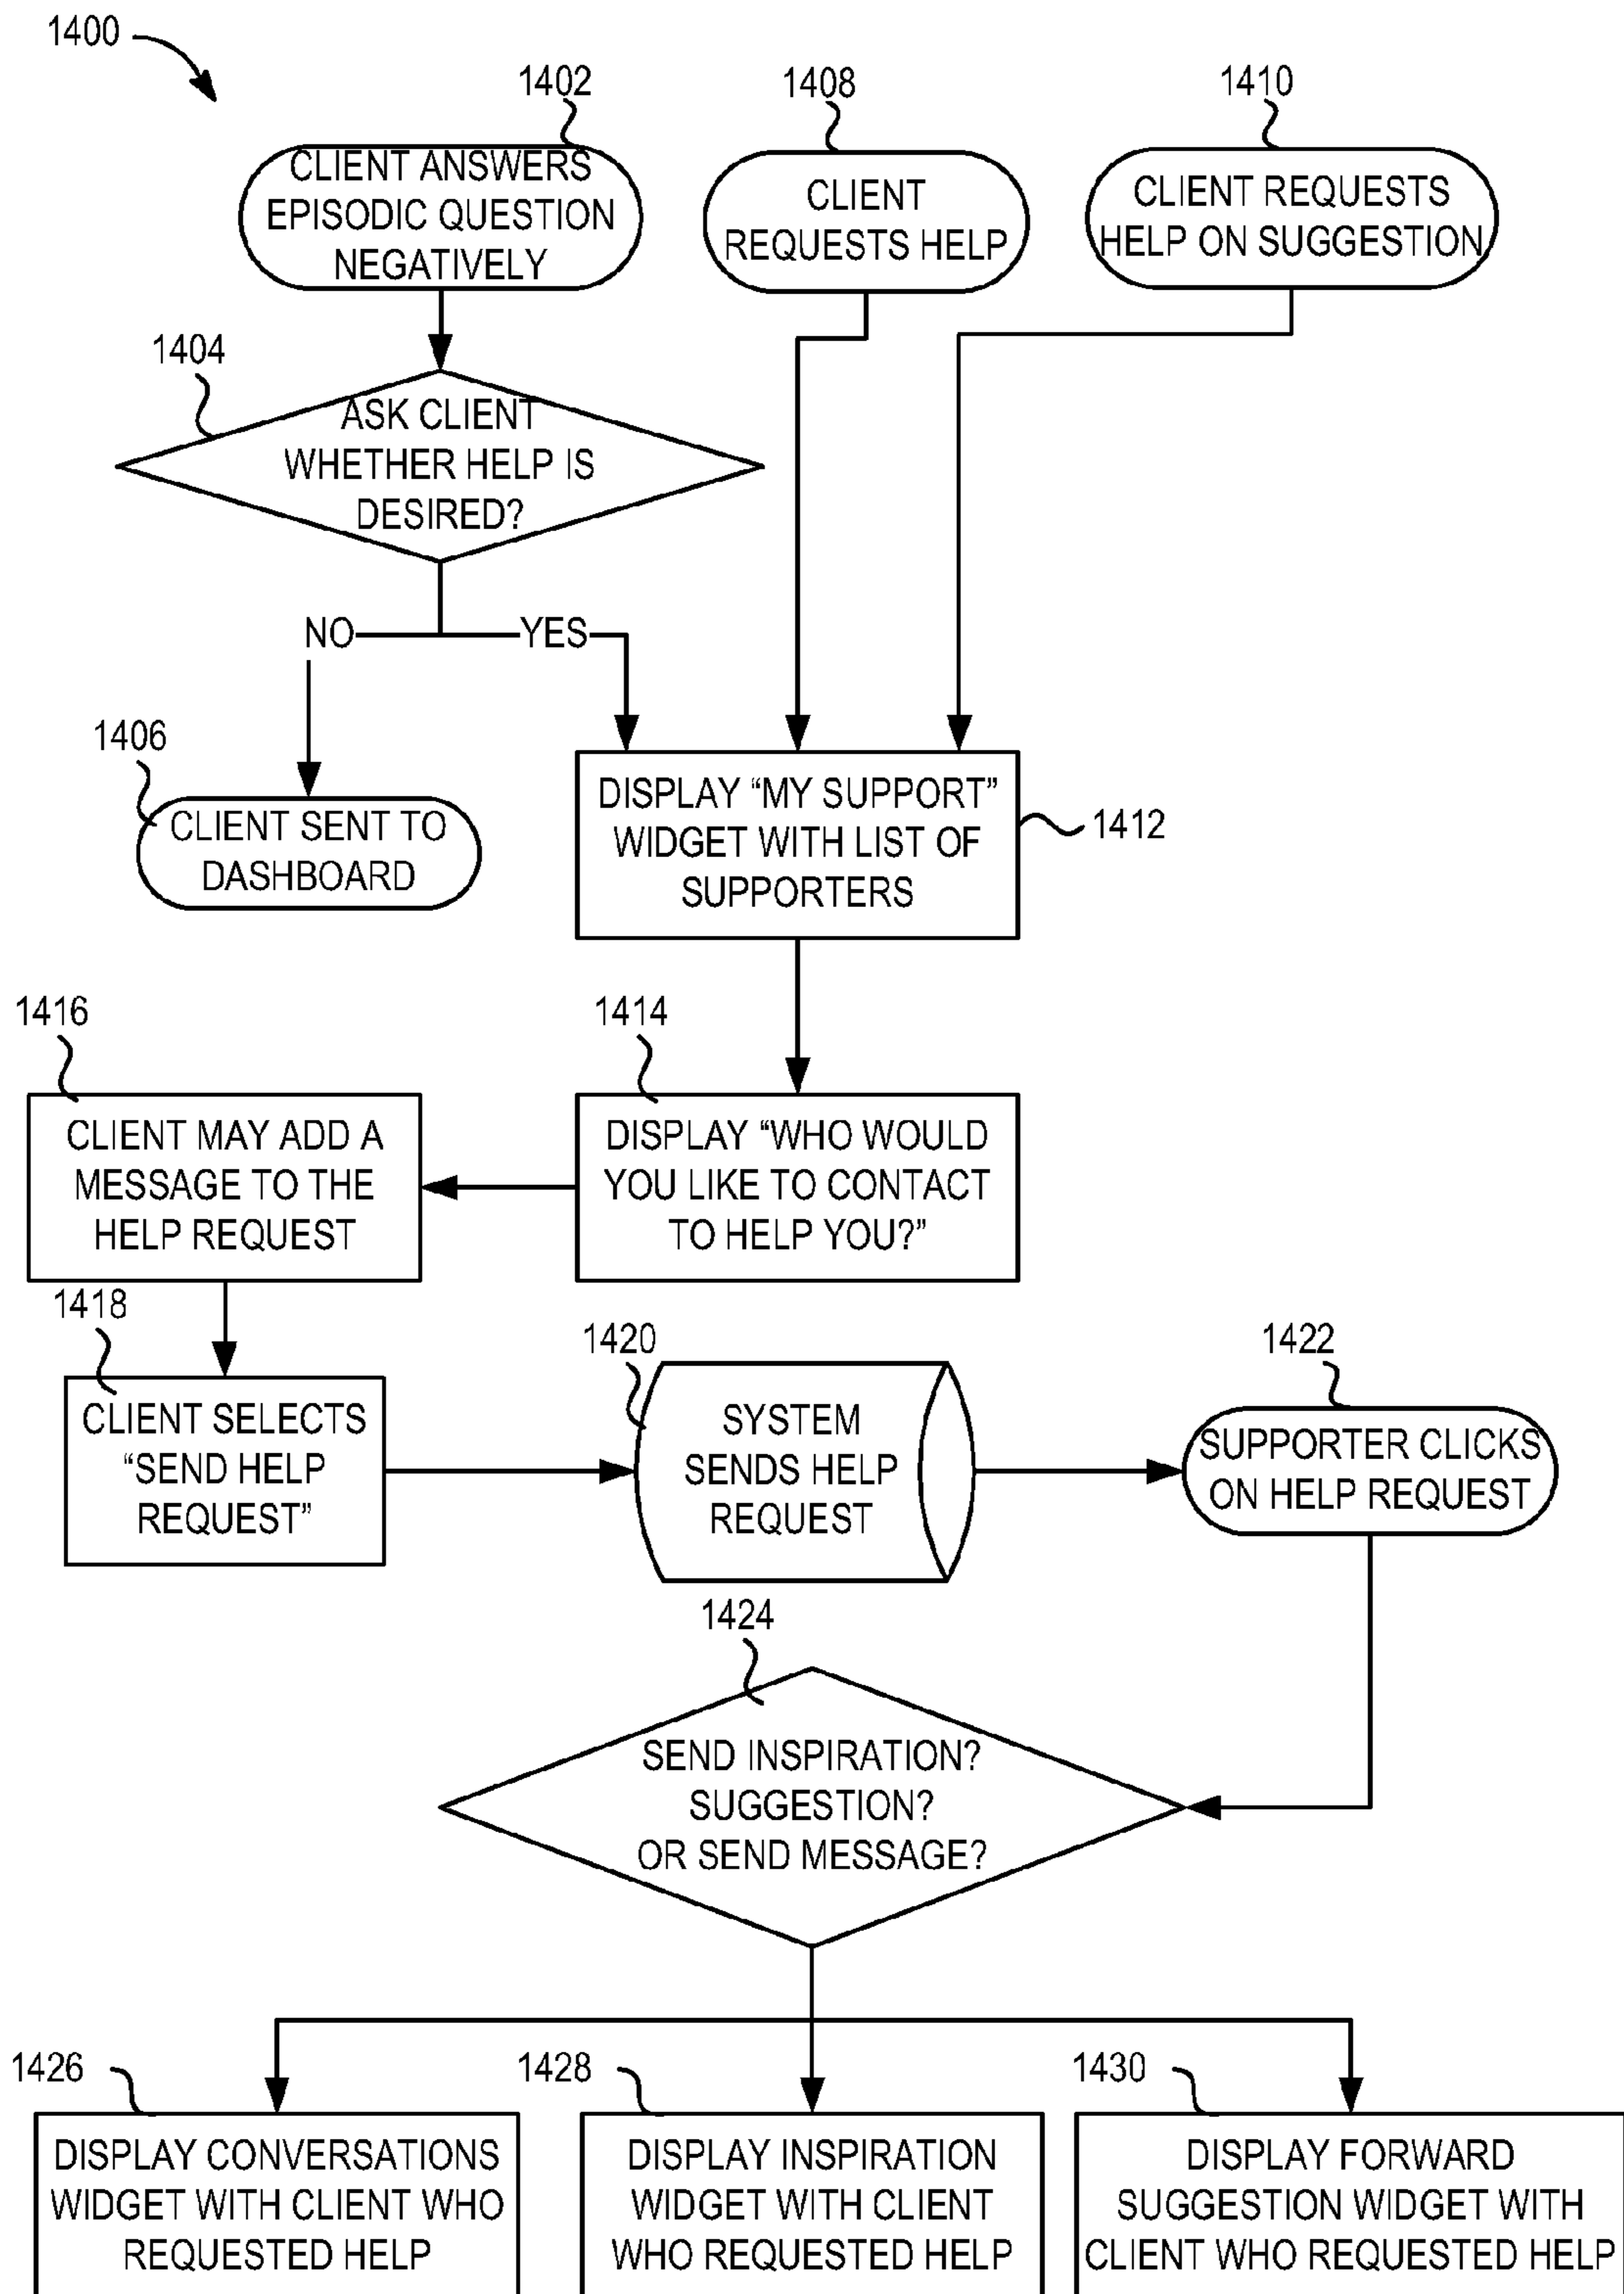 1400
1402
CLIENT ANSWERS
EPISODIC QUESTION
NEGATIVELY
1408
CLIENT
REQUESTS HELP
1410
CLIENT REQUESTS
HELP ON SUGGESTION
1404
ASK CLIENT
WHETHER HELP IS
DESIRED?
NO
YES
1406
CLIENT SENT TO
DASHBOARD
DISPLAY “MY SUPPORT”
WIDGET WITH LIST OF
SUPPORTERS
1412
1416
CLIENT MAY ADD A
MESSAGE TO THE
HELP REQUEST
1414
DISPLAY “WHO WOULD
YOU LIKE TO CONTACT
TO HELP YOU?”
1418
CLIENT SELECTS
“SEND HELP
REQUEST”
1420
SYSTEM
SENDS HELP
REQUEST
1422
SUPPORTER CLICKS
ON HELP REQUEST
1424
SEND INSPIRATION?
SUGGESTION?
OR SEND MESSAGE?
1426
DISPLAY CONVERSATIONS
WIDGET WITH CLIENT WHO
REQUESTED HELP
1428
DISPLAY INSPIRATION
WIDGET WITH CLIENT
WHO REQUESTED HELP
1430
DISPLAY FORWARD
SUGGESTION WIDGET WITH
CLIENT WHO REQUESTED HELP